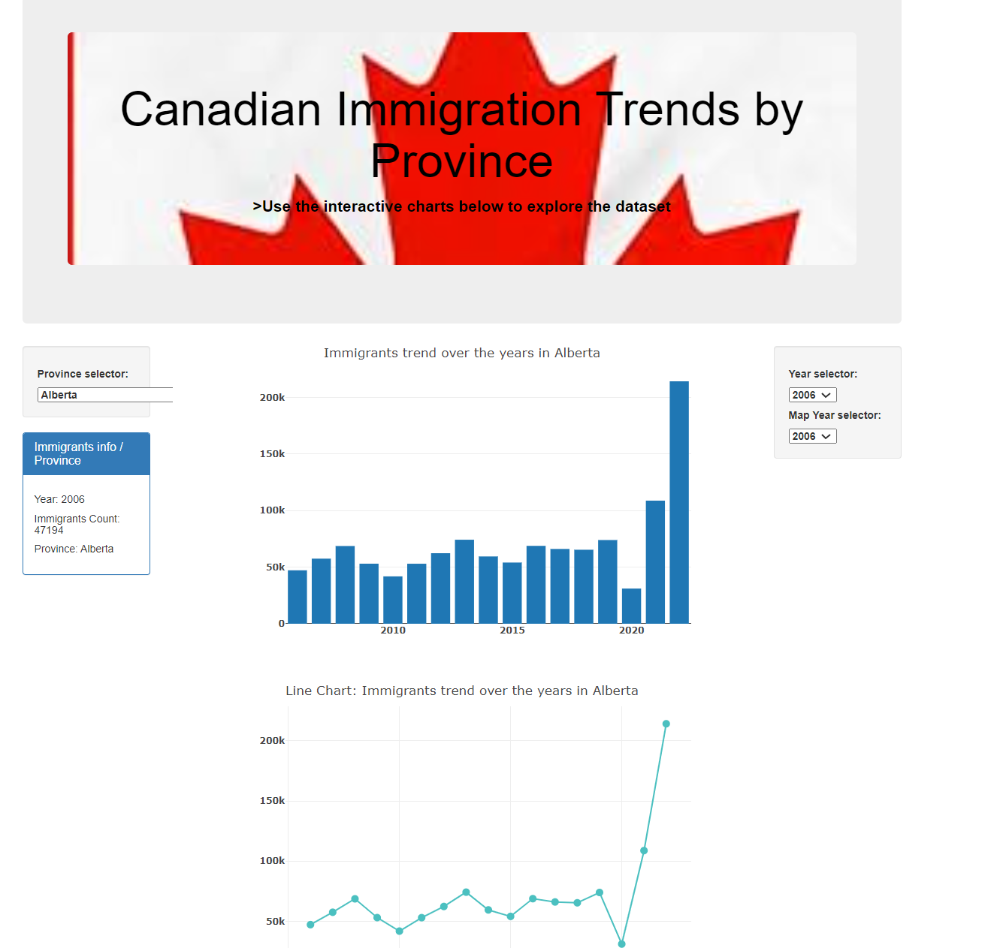 Canadian Immigration Trends by
Province
>Use the interactive charts below to explore the dataset
Province selector:
Alberta
Immigrants info /
Province
Year: 2006
Immigrants Count:
47194
Province: Alberta
Immigrants trend over the years in Alberta
200k
150k
100k
50k
0
2010
2015
2020
Line Chart: Immigrants trend over the years in Alberta
200k
150k
100k
50k
Year selector:
2006
Map Year selector:
2006